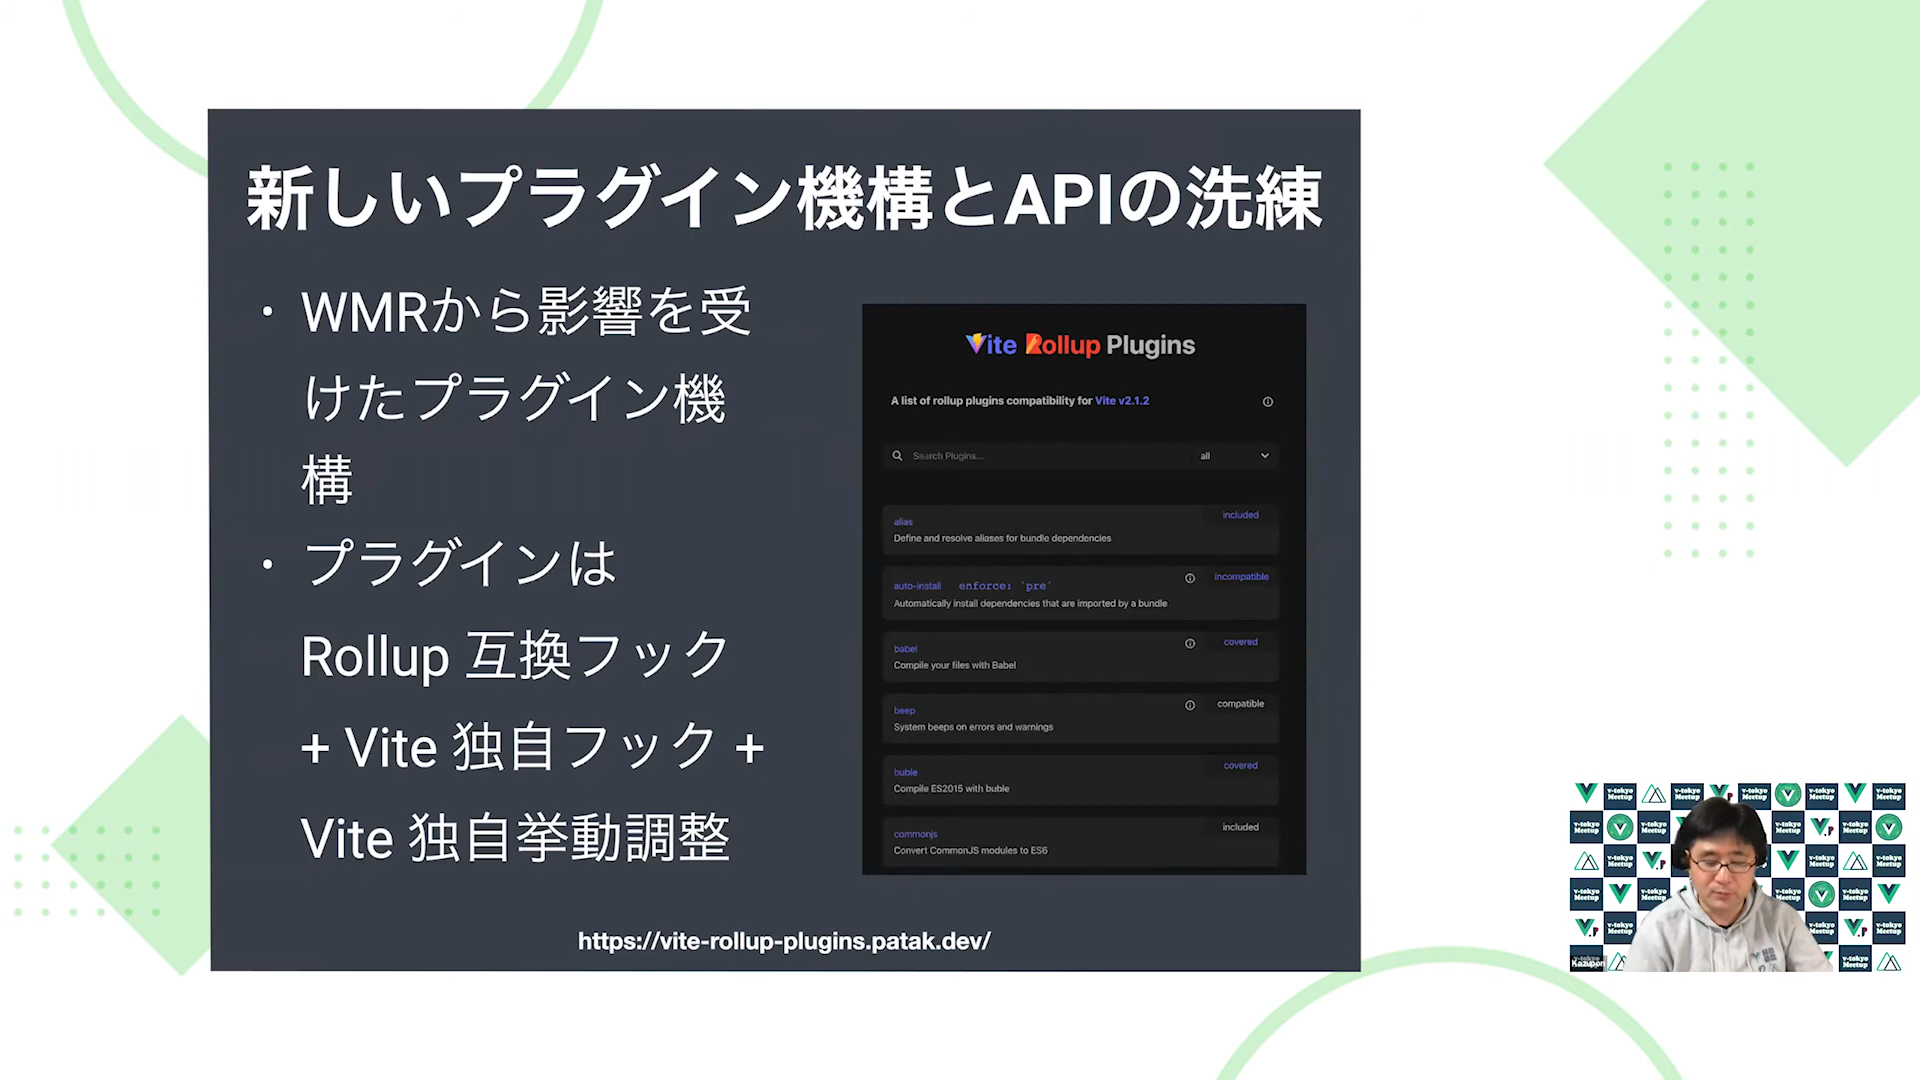 新しいプラグイン機構とAPIの洗練
・ WMRから影響を受
けたプラグイン機
構
・ プラグインは
Rollup 互換フック
+ Vite 独自フック +
Vite 独自挙動調整
Vite Rollup Plugins
A list of rollup plugins compatibility for Vite v2.1.2
Search Plugins...
all
alias
included
Define and resolve aliases for bundle dependencies
auto-install enforce: 'pre'
incompatible
Automatically install dependencies that are imported by a bundle
babel
covered
Compile your files with Babel
beep
compatible
System beeps on errors and warnings
buble
covered
Compile ES2015 with buble
commonjs
included
Convert CommonJS modules to ES6
https://vite-rollup-plugins.patak.dev/
v-tokyo
Meetup
Kazupon